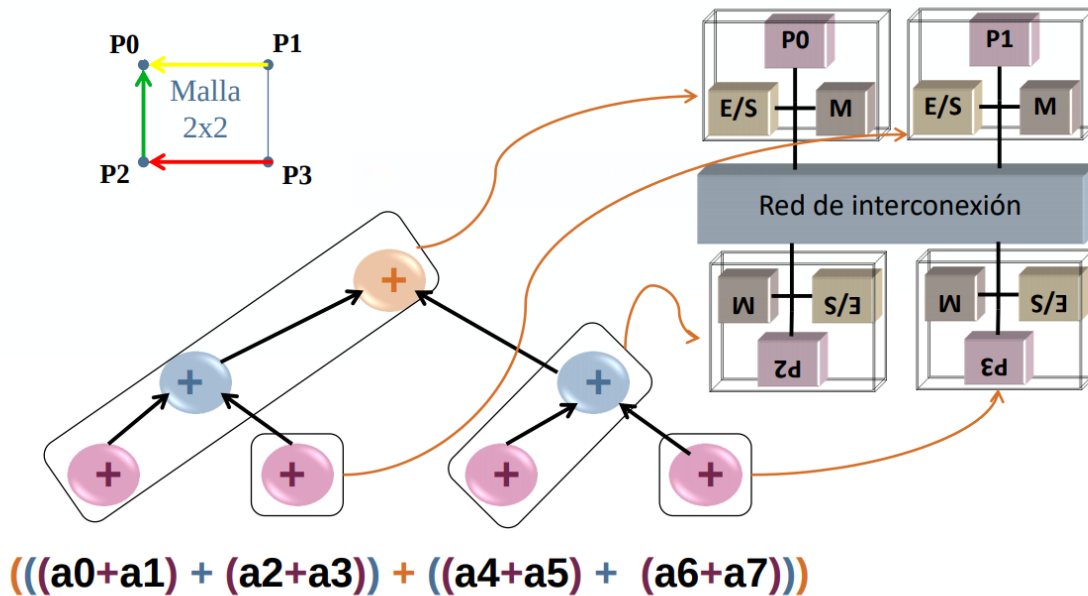 P0 P1
Malla
2x2
P2 P3
P0
E/S M
P1
E/S M
Red de interconexión
M E/S
P2
M E/S
P3
+
+ +
+ + + +
(((a0+a1) + (a2+a3)) + ((a4+a5) + (a6+a7)))